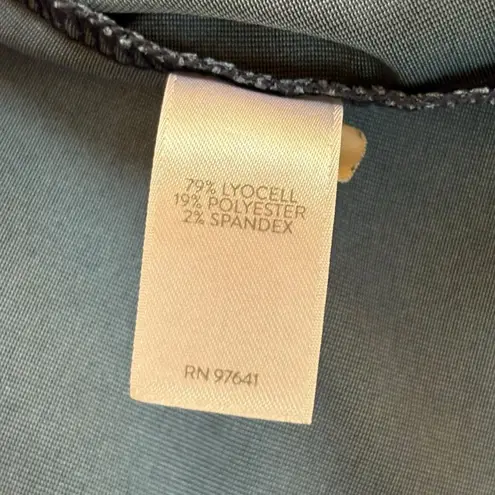 79% LYOCELL
19% POLYESTER
2% SPANDEX
RN 97641